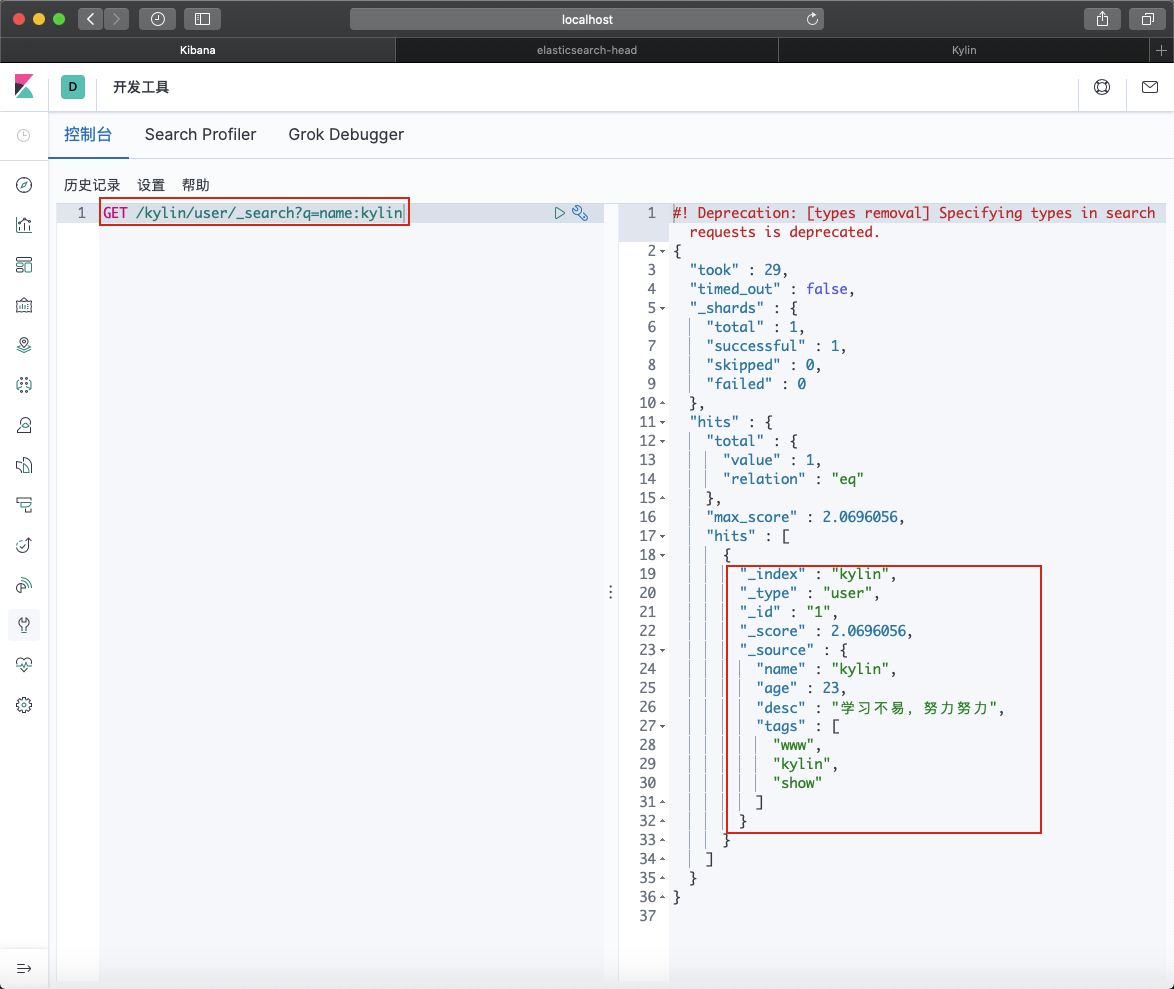 localhost
Kibana
elasticsearch-head
Kylin
D
开发工具
控制台
Search Profiler
Grok Debugger
历史记录
设置
帮助
1 GET /kylin/user/_search?q=name:kylin
1 #! Deprecation: [types removal] Specifying types in search
requests is deprecated.
2 {
3 "took" : 29,
4 "timed_out" : false,
5 "_shards" : {
6 "total" : 1,
7 "successful" : 1,
8 "skipped" : 0,
9 "failed" : 0
10 },
11 "hits" : {
12 "total" : {
13 "value" : 1,
14 "relation" : "eq"
15 },
16 "max_score" : 2.0696056,
17 "hits" : [
18 {
19 "_index" : "kylin",
20 "_type" : "user",
21 "_id" : "1",
22 "_score" : 2.0696056,
23 "_source" : {
24 "name" : "kylin",
25 "age" : 23,
26 "desc" : "学习不易，努力努力",
27 "tags" : [
28 "www",
29 "kylin",
30 "show"
31 ]
32 }
33 }
34 ]
35 }
36 }
37